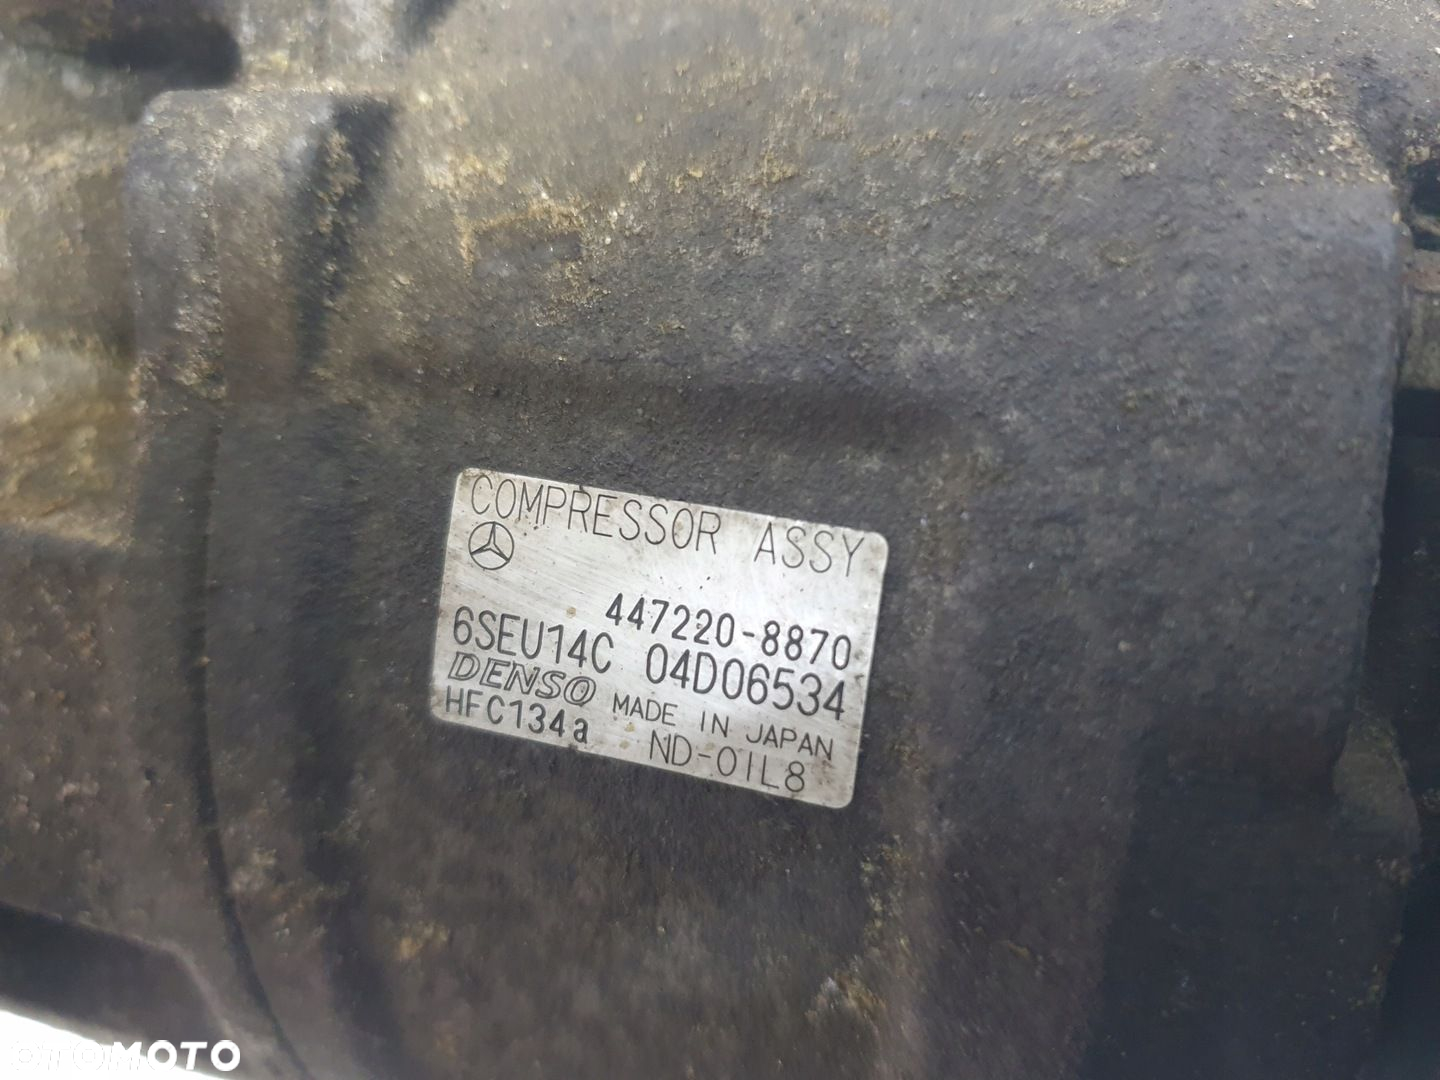 COMPRESSOR ASSY
447220-8870
6SEU14C 04D06534
DENSO MADE IN JAPAN
HFC134a ND-OIL8
OTOMOTO